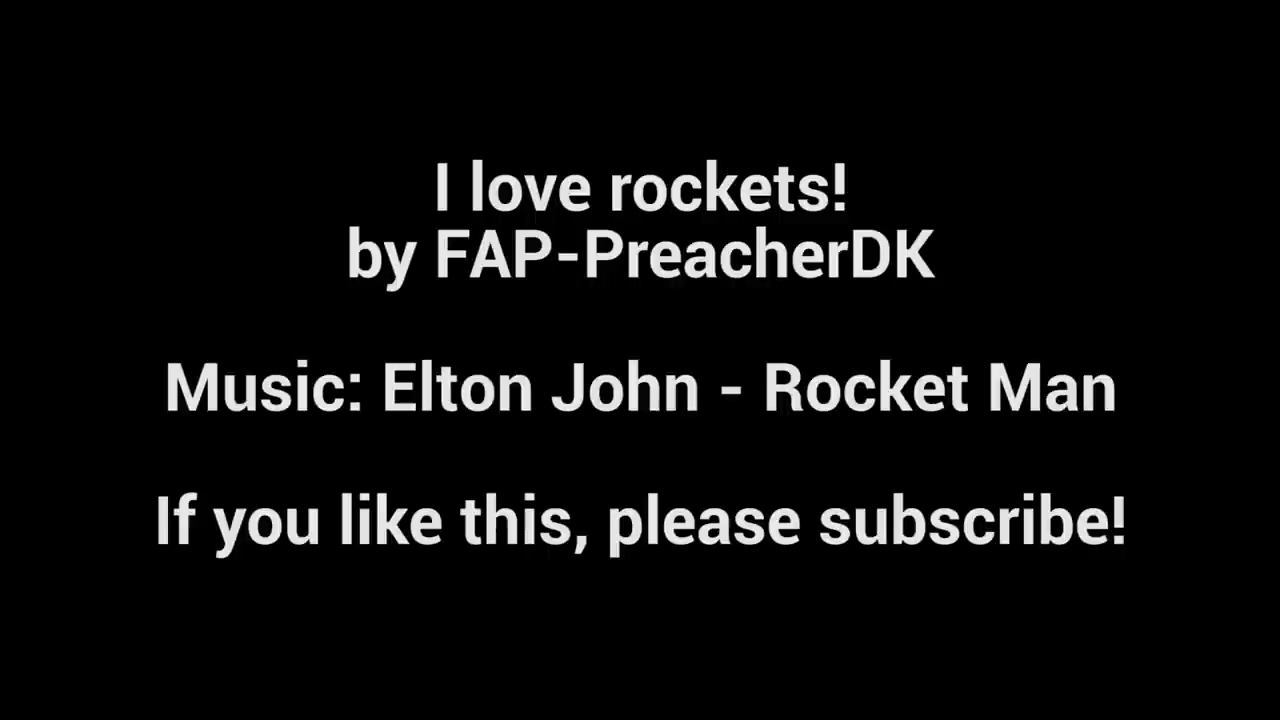 I love rockets!
by FAP-PreacherDK
Music: Elton John - Rocket Man
If you like this, please subscribe!